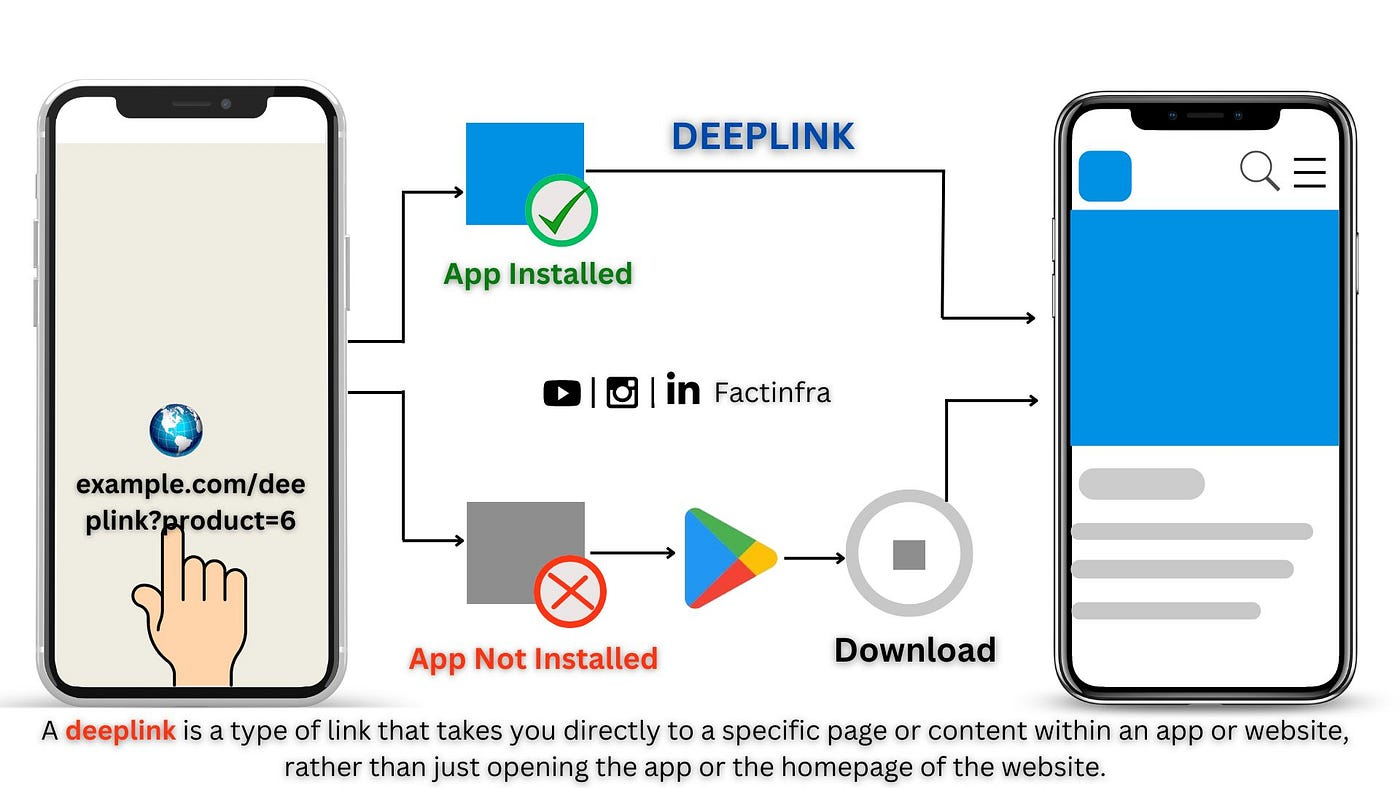 DEEPLINK
App Installed
example.com/dee
plink?product=6
in Factinfra
App Not Installed
Download
A deeplink is a type of link that takes you directly to a specific page or content within an app or website,
rather than just opening the app or the homepage of the website.